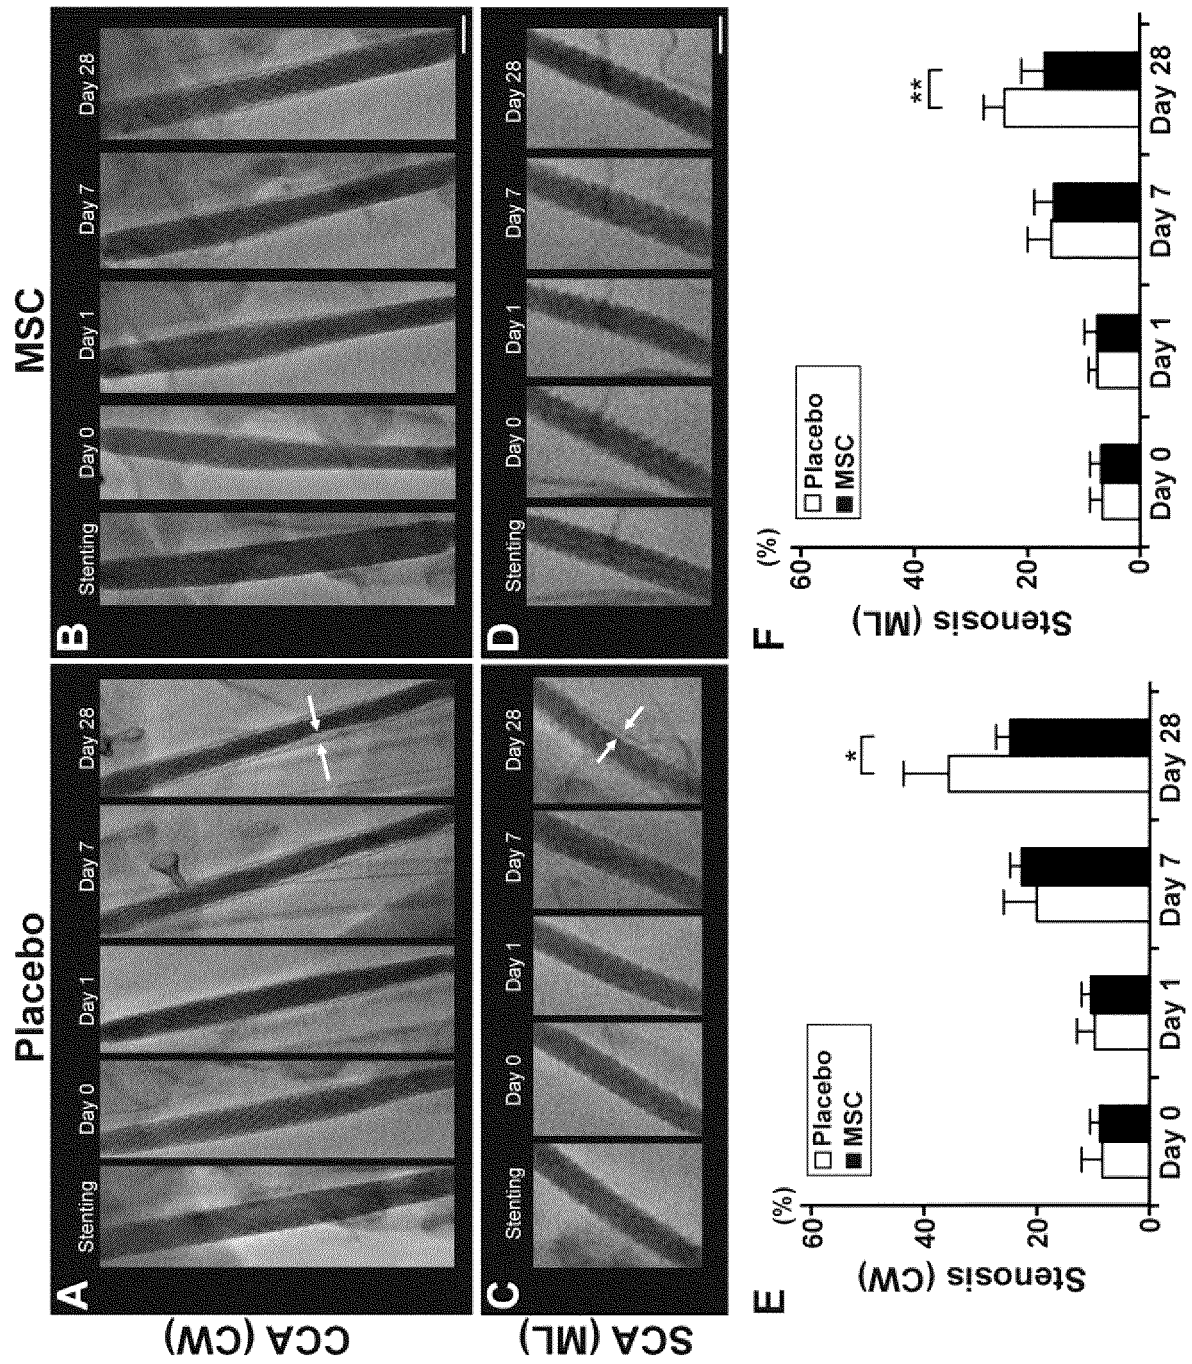 Placebo
MSC
A
Stenting
Day 0
Day 1
Day 7
Day 28
B
Stenting
Day 0
Day 1
Day 7
Day 28
CCA (CW)
C
Stenting
Day 0
Day 1
Day 7
Day 28
D
Stenting
Day 0
Day 1
Day 7
Day 28
SCA (ML)
E
(%)
60
40
20
0
Stenosis (CW)
Placebo
MSC
*
Day 0
Day 1
Day 7
Day 28
F
(%)
60
40
20
0
Stenosis (ML)
Placebo
MSC
**
Day 0
Day 1
Day 7
Day 28